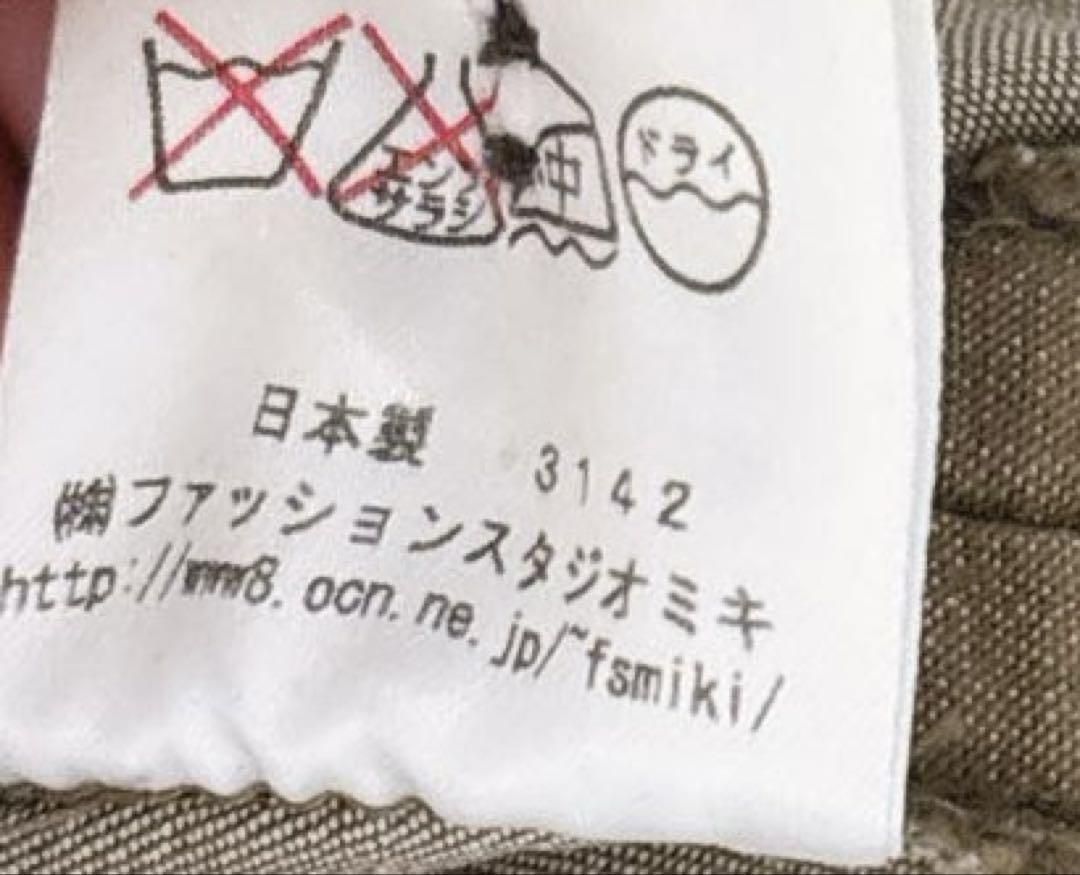 エンソ
サラシ
中
ドライ
日本製 3142
㈱ファッションスタジオミキ
http://www8.ocn.ne.jp/~fsmiki/